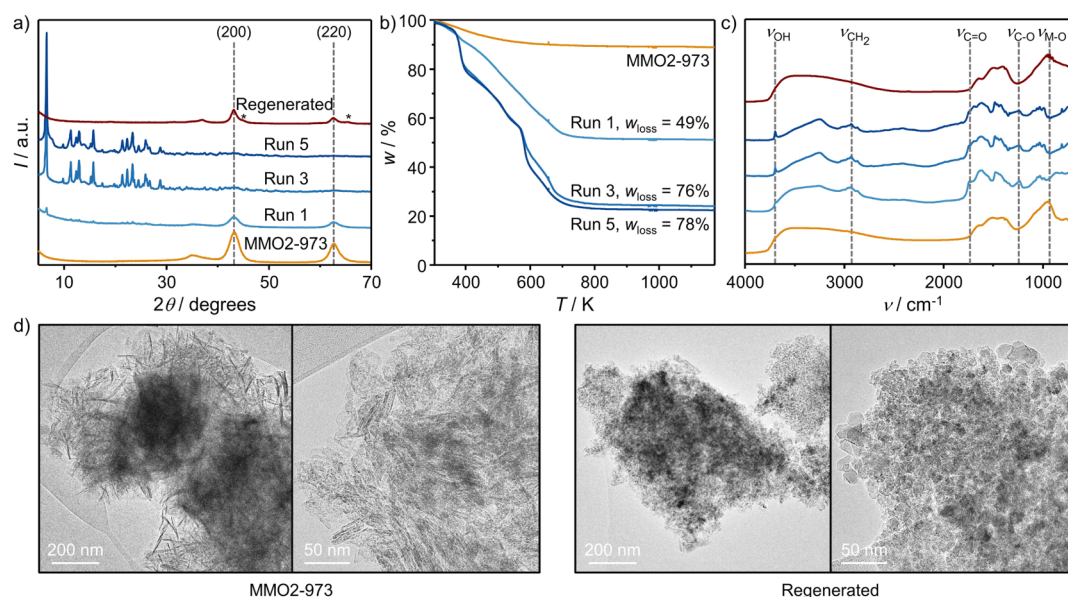 a)
(200)
(220)
Regenerated
*
*
Run 5
Run 3
Run 1
MMO2-973
I / a.u.
10
30
50
70
2θ / degrees
b)
100
80
60
40
20
0
w / %
MMO2-973
Run 1, wloss = 49%
Run 3, wloss = 76%
Run 5, wloss = 78%
400
600
800
1000
T / K
c)
νOH
νCH2
νC=O
νC-O
νM-O
4000
3000
2000
1000
ν / cm-1
d)
200 nm
50 nm
200 nm
50 nm
MMO2-973
Regenerated